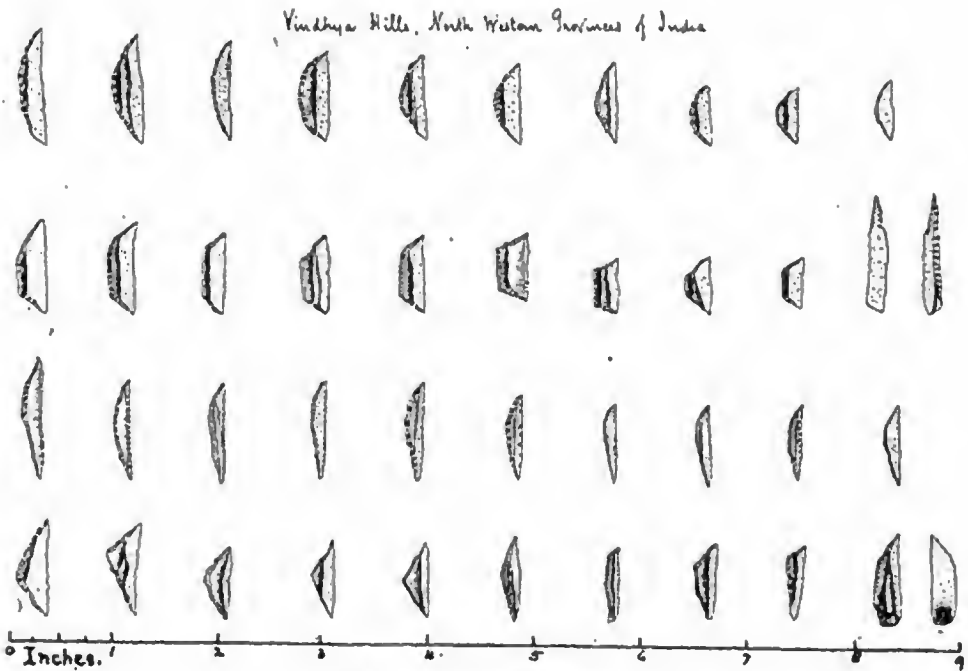 Vindhya Hills, North Western Provinces of India
0 Inches. 1 2 3 4 5 6 7 8 9